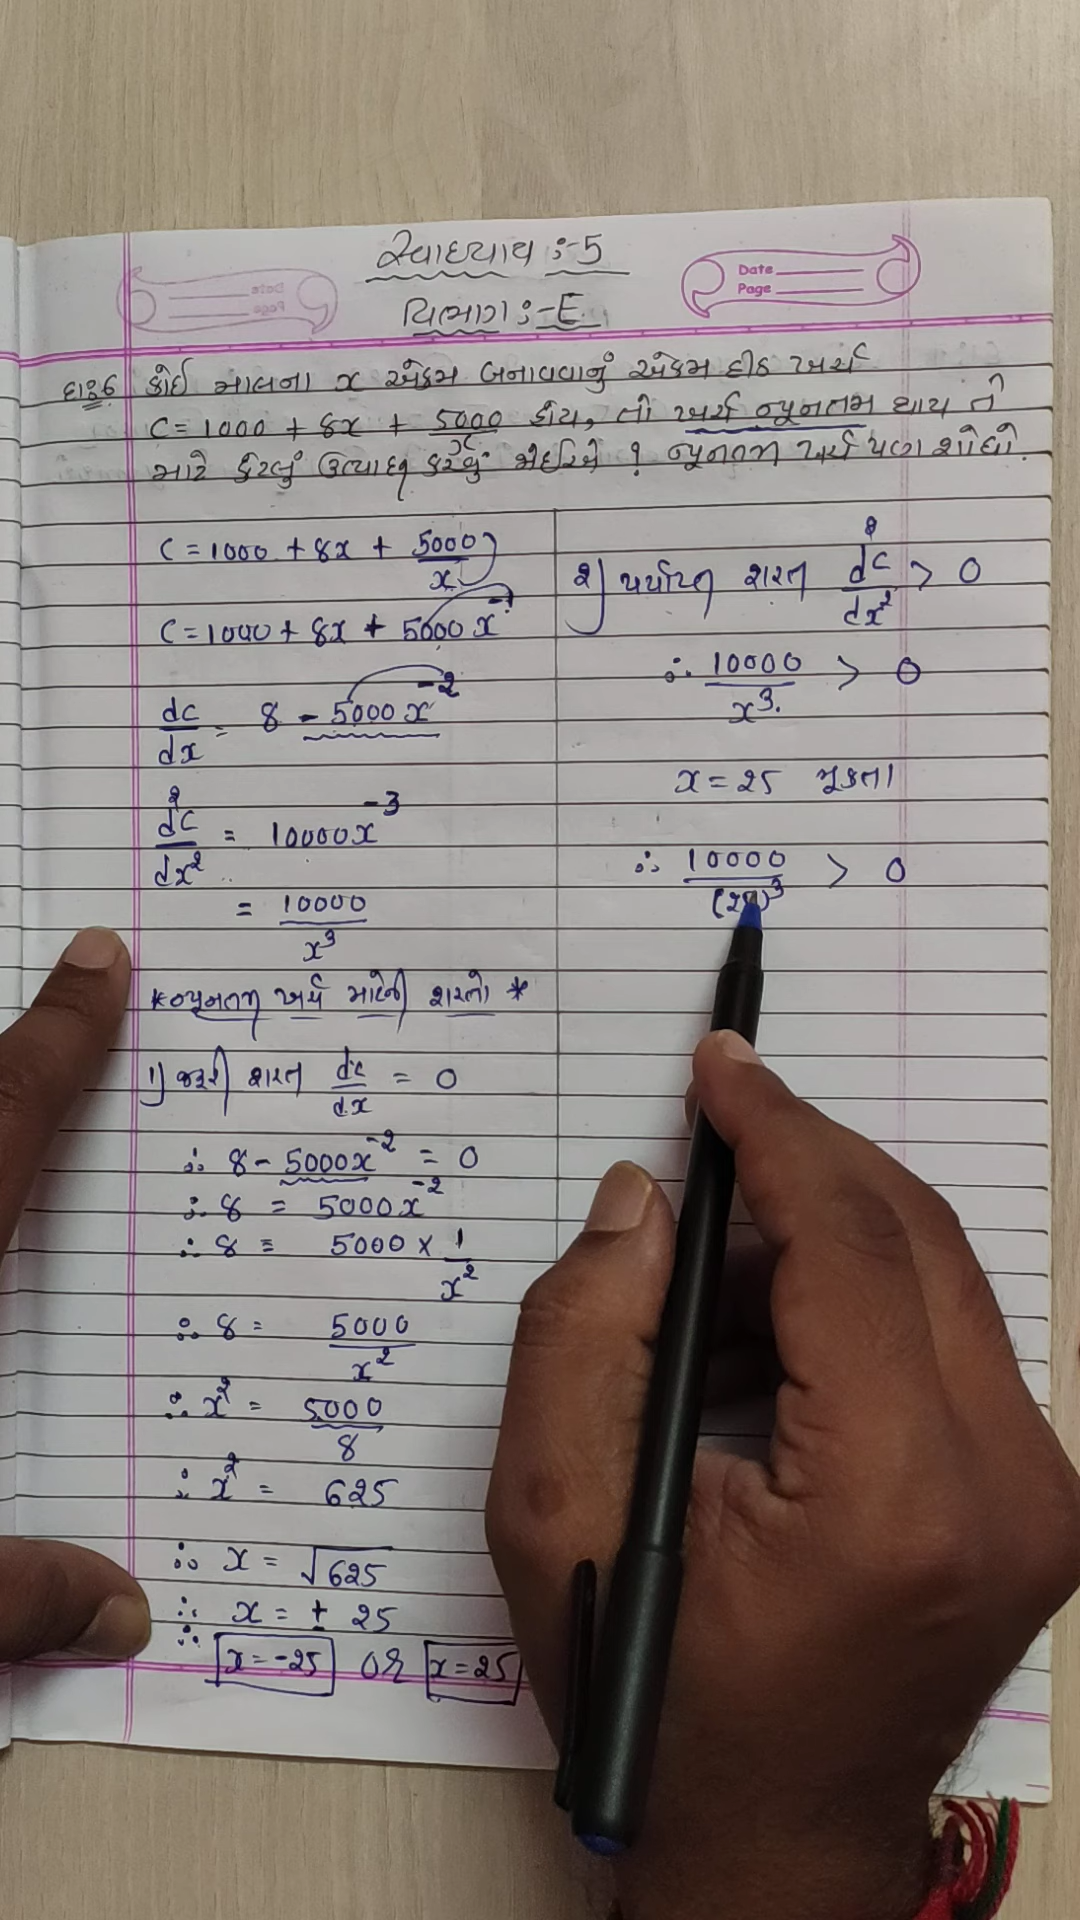 સ્વાધ્યાય :- 5
વિભાગ :- E
Date
Page
દા.6 કોઈ માલના x એકમ બનાવવાનું એકમ દીઠ ખર્ચ
C = 1000 + 8x + 5000/x હોય, તો ખર્ચ ન્યૂનતમ થાય તે
માટે કેટલું ઉત્પાદન કરવું જોઈએ ? ન્યૂનતમ ખર્ચ પણ શોધો.
C = 1000 + 8x + 5000/x
C = 1000 + 8x + 5000x⁻¹
dc/dx = 8 - 5000x⁻²
d²c/dx² = 10000x⁻³
= 10000/x³
* ન્યૂનતમ ખર્ચ માટેની શરતો *
1) જરૂરી શરત dc/dx = 0
∴ 8 - 5000x⁻² = 0
∴ 8 = 5000x⁻²
∴ 8 = 5000 × 1/x²
∴ 8 = 5000/x²
∴ x² = 5000/8
∴ x² = 625
∴ x = √625
∴ x = ± 25
∴ x = -25 OR x = 25
2) પર્યાપ્ત શરત d²c/dx² > 0
∴ 10000/x³ > 0
x = 25 મૂકતા
∴ 10000/(25)³ > 0